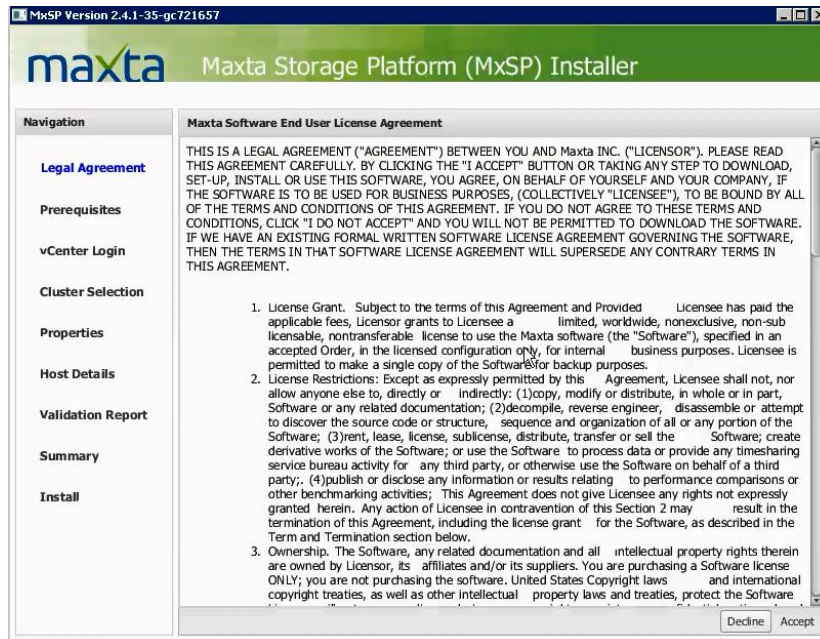 MxSP Version 2.4.1-35-gc721657
maxta
Maxta Storage Platform (MxSP) Installer
Navigation
Legal Agreement
Prerequisites
vCenter Login
Cluster Selection
Properties
Host Details
Validation Report
Summary
Install
Maxta Software End User License Agreement
THIS IS A LEGAL AGREEMENT ("AGREEMENT") BETWEEN YOU AND Maxta INC. ("LICENSOR"). PLEASE READ
THIS AGREEMENT CAREFULLY. BY CLICKING THE "I ACCEPT" BUTTON OR TAKING ANY STEP TO DOWNLOAD,
SET-UP, INSTALL OR USE THIS SOFTWARE, YOU AGREE, ON BEHALF OF YOURSELF AND YOUR COMPANY, IF
THE SOFTWARE IS TO BE USED FOR BUSINESS PURPOSES, (COLLECTIVELY "LICENSEE"), TO BE BOUND BY ALL
OF THE TERMS AND CONDITIONS OF THIS AGREEMENT. IF YOU DO NOT AGREE TO THESE TERMS AND
CONDITIONS, CLICK "I DO NOT ACCEPT" AND YOU WILL NOT BE PERMITTED TO DOWNLOAD THE SOFTWARE.
IF WE HAVE AN EXISTING FORMAL WRITTEN SOFTWARE LICENSE AGREEMENT GOVERNING THE SOFTWARE,
THEN THE TERMS IN THAT SOFTWARE LICENSE AGREEMENT WILL SUPERSEDE ANY CONTRARY TERMS IN
THIS AGREEMENT.
1. License Grant. Subject to the terms of this Agreement and Provided Licensee has paid the
applicable fees, Licensor grants to Licensee a limited, worldwide, nonexclusive, non-sub
licensable, nontransferable license to use the Maxta software (the "Software"), specified in an
accepted Order, in the licensed configuration only, for internal business purposes. Licensee is
permitted to make a single copy of the Software for backup purposes.
2. License Restrictions: Except as expressly permitted by this Agreement, Licensee shall not, nor
allow anyone else to, directly or indirectly: (1)copy, modify or distribute, in whole or in part,
Software or any related documentation; (2)decompile, reverse engineer, disassemble or attempt
to discover the source code or structure, sequence and organization of all or any portion of the
Software; (3)rent, lease, license, sublicense, distribute, transfer or sell the Software; create
derivative works of the Software; or use the Software to process data or provide any timesharing
service bureau activity for any third party, or otherwise use the Software on behalf of a third
party;. (4)publish or disclose any information or results relating to performance comparisons or
other benchmarking activities; This Agreement does not give Licensee any rights not expressly
granted herein. Any action of Licensee in contravention of this Section 2 may result in the
termination of this Agreement, including the license grant for the Software, as described in the
Term and Termination section below.
3. Ownership. The Software, any related documentation and all intellectual property rights therein
are owned by Licensor, its affiliates and/or its suppliers. You are purchasing a Software license
ONLY; you are not purchasing the software. United States Copyright laws and international
copyright treaties, as well as other intellectual property laws and treaties, protect the Software
Decline Accept